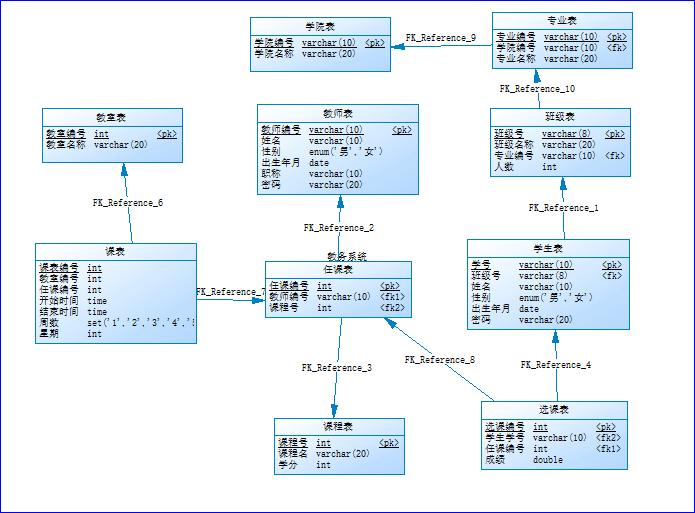 学院表
学院编号 varchar(10) <pk>
学院名称 varchar(20)
FK_Reference_9
专业表
专业编号 varchar(10) <pk>
学院编号 varchar(10) <fk>
专业名称 varchar(20)
FK_Reference_10
教室表
教室编号 int <pk>
教室名称 varchar(20)
教师表
教师编号 varchar(10) <pk>
姓名 varchar(10)
性别 enum('男','女')
出生年月 date
职称 varchar(10)
密码 varchar(20)
班级表
班级号 varchar(8) <pk>
班级名称 varchar(20)
专业编号 varchar(10) <fk>
人数 int
FK_Reference_6
FK_Reference_2
FK_Reference_1
课表
课表编号 int
教室编号 int
任课编号 int
开始时间 time
结束时间 time
周数 set('1','2','3','4','
星期 int
FK_Reference_7
教务系统
任课表
任课编号 int <pk>
教师编号 varchar(10) <fk1>
课程号 int <fk2>
学生表
学号 varchar(10) <pk>
班级号 varchar(8) <fk>
姓名 varchar(10)
性别 enum('男','女')
出生年月 date
密码 varchar(20)
FK_Reference_3
FK_Reference_8
FK_Reference_4
课程表
课程号 int <pk>
课程名 varchar(20)
学分 int
选课表
选课编号 int <pk>
学生学号 varchar(10) <fk2>
任课编号 int <fk1>
成绩 double